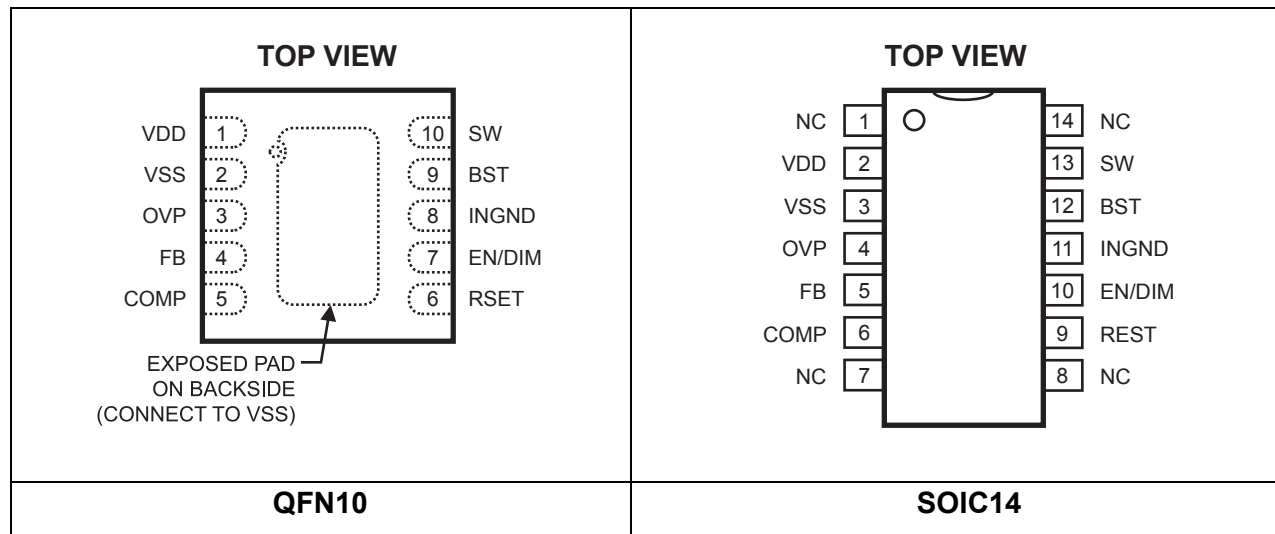 TOP VIEW
VDD 1
VSS 2
OVP 3
FB 4
COMP 5
10 SW
9 BST
8 INGND
7 EN/DIM
6 RSET
EXPOSED PAD
ON BACKSIDE
(CONNECT TO VSS)
QFN10
TOP VIEW
NC 1
VDD 2
VSS 3
OVP 4
FB 5
COMP 6
NC 7
14 NC
13 SW
12 BST
11 INGND
10 EN/DIM
9 REST
8 NC
SOIC14